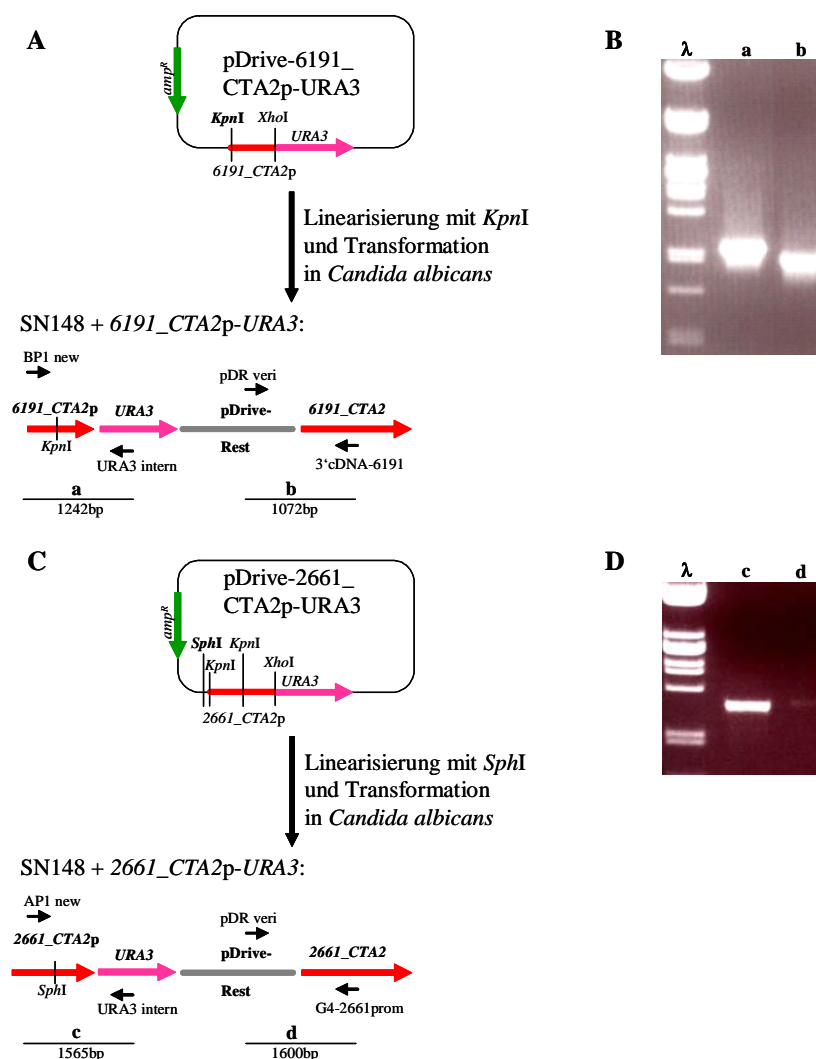 A
pDrive-6191_
CTA2p-URA3
ampR
KpnI
XhoI
URA3
6191_CTA2p
Linearisierung mit KpnI
und Transformation
in Candida albicans
SN148 + 6191_CTA2p-URA3:
BP1 new
pDR veri
6191_CTA2p
URA3
pDrive-
6191_CTA2
KpnI
URA3 intern
Rest
3‘cDNA-6191
a
1242bp
b
1072bp
B
λ a b
C
pDrive-2661_
CTA2p-URA3
ampR
SphI
KpnI
KpnI
XhoI
URA3
2661_CTA2p
Linearisierung mit SphI
und Transformation
in Candida albicans
SN148 + 2661_CTA2p-URA3:
AP1 new
pDR veri
2661_CTA2p
URA3
pDrive-
2661_CTA2
SphI
URA3 intern
Rest
G4-2661prom
c
1565bp
d
1600bp
D
λ c d